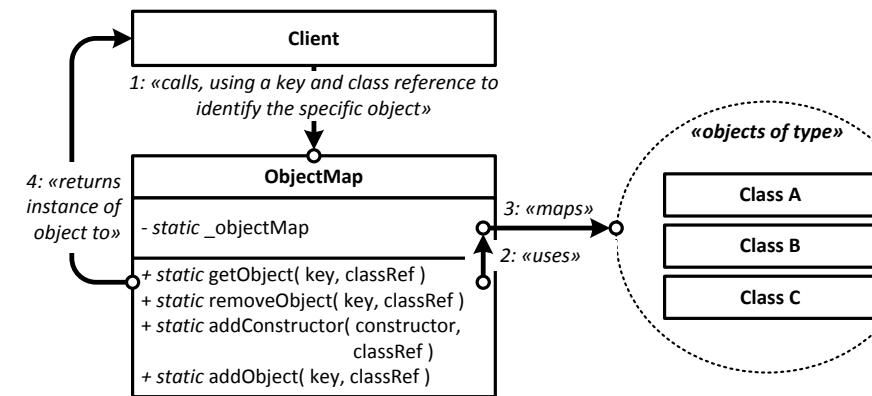 Client
1: «calls, using a key and class reference to
identify the specific object»
4: «returns
instance of
object to»
ObjectMap
- static _objectMap
+ static getObject( key, classRef )
+ static removeObject( key, classRef )
+ static addConstructor( constructor,
classRef )
+ static addObject( key, classRef )
3: «maps»
2: «uses»
«objects of type»
Class A
Class B
Class C